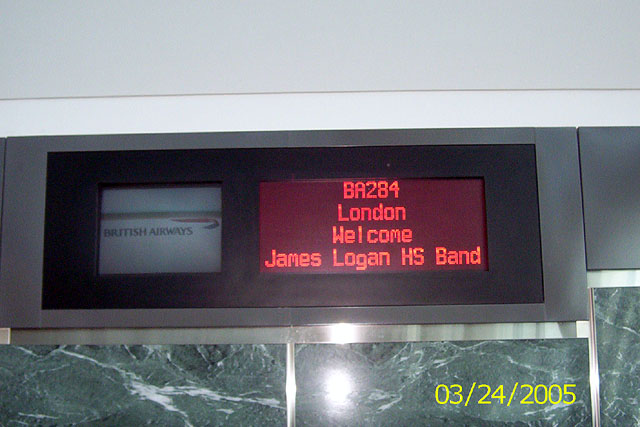 BRITISH AIRWAYS
BA284
London
Welcome
James Logan HS Band
03/24/2005